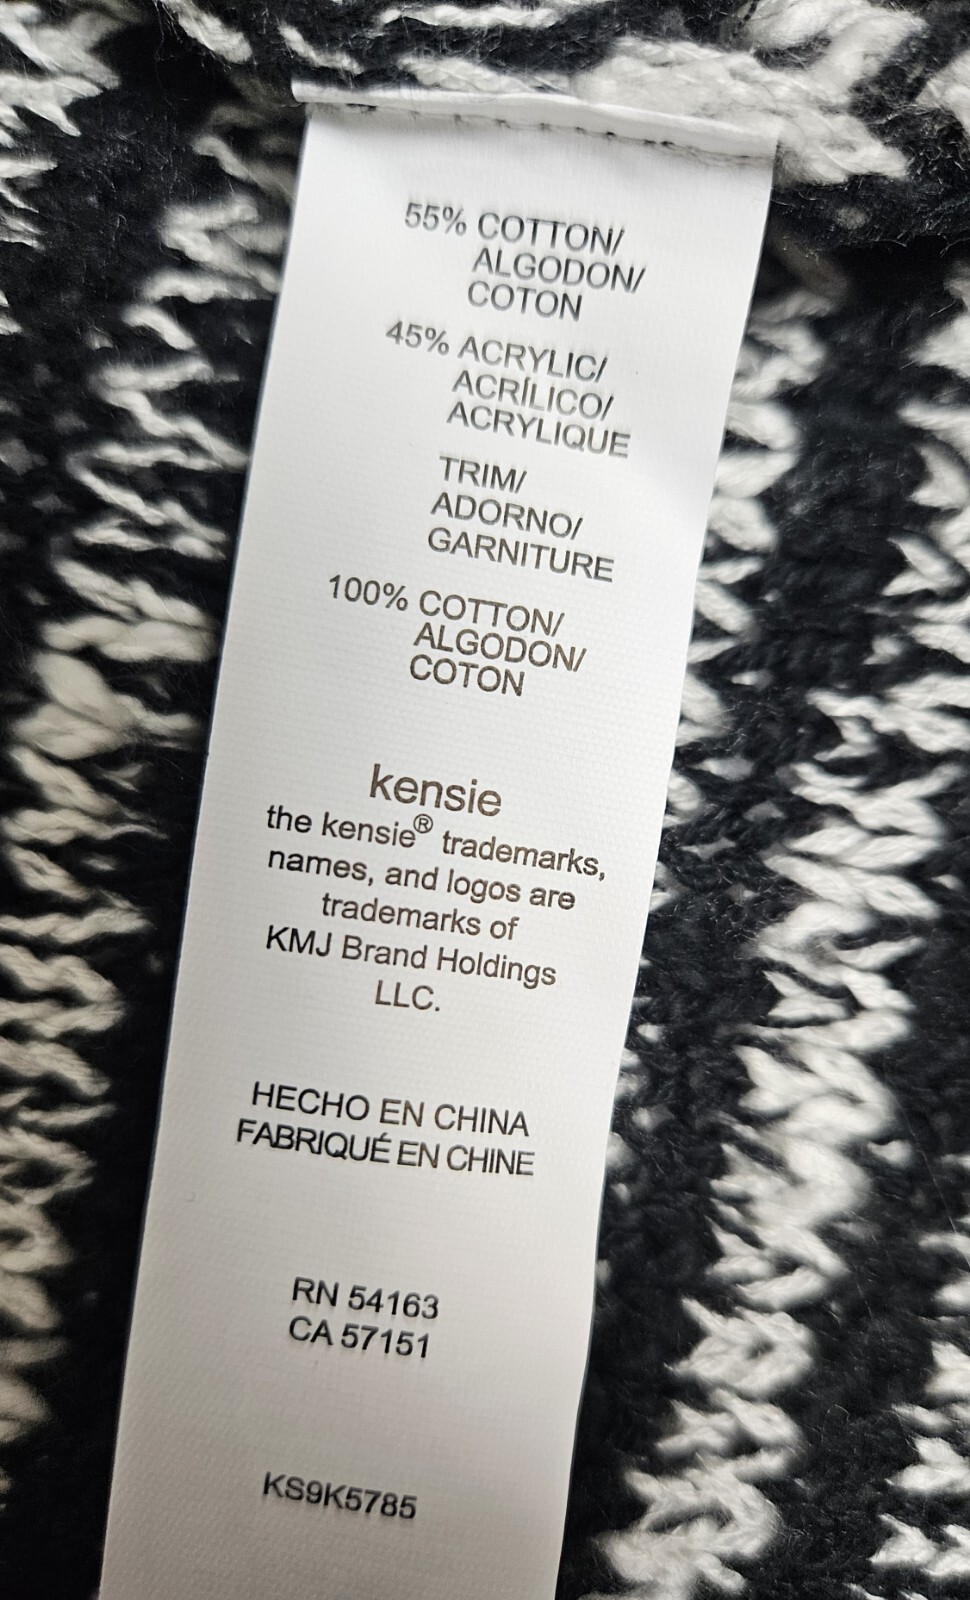 55% COTTON/
ALGODON/
COTON
45% ACRYLIC/
ACRÍLICO/
ACRYLIQUE
TRIM/
ADORNO/
GARNITURE
100% COTTON/
ALGODON/
COTON
kensie
the kensie® trademarks,
names, and logos are
trademarks of
KMJ Brand Holdings
LLC.
HECHO EN CHINA
FABRIQUÉ EN CHINE
RN 54163
CA 57151
KS9K5785